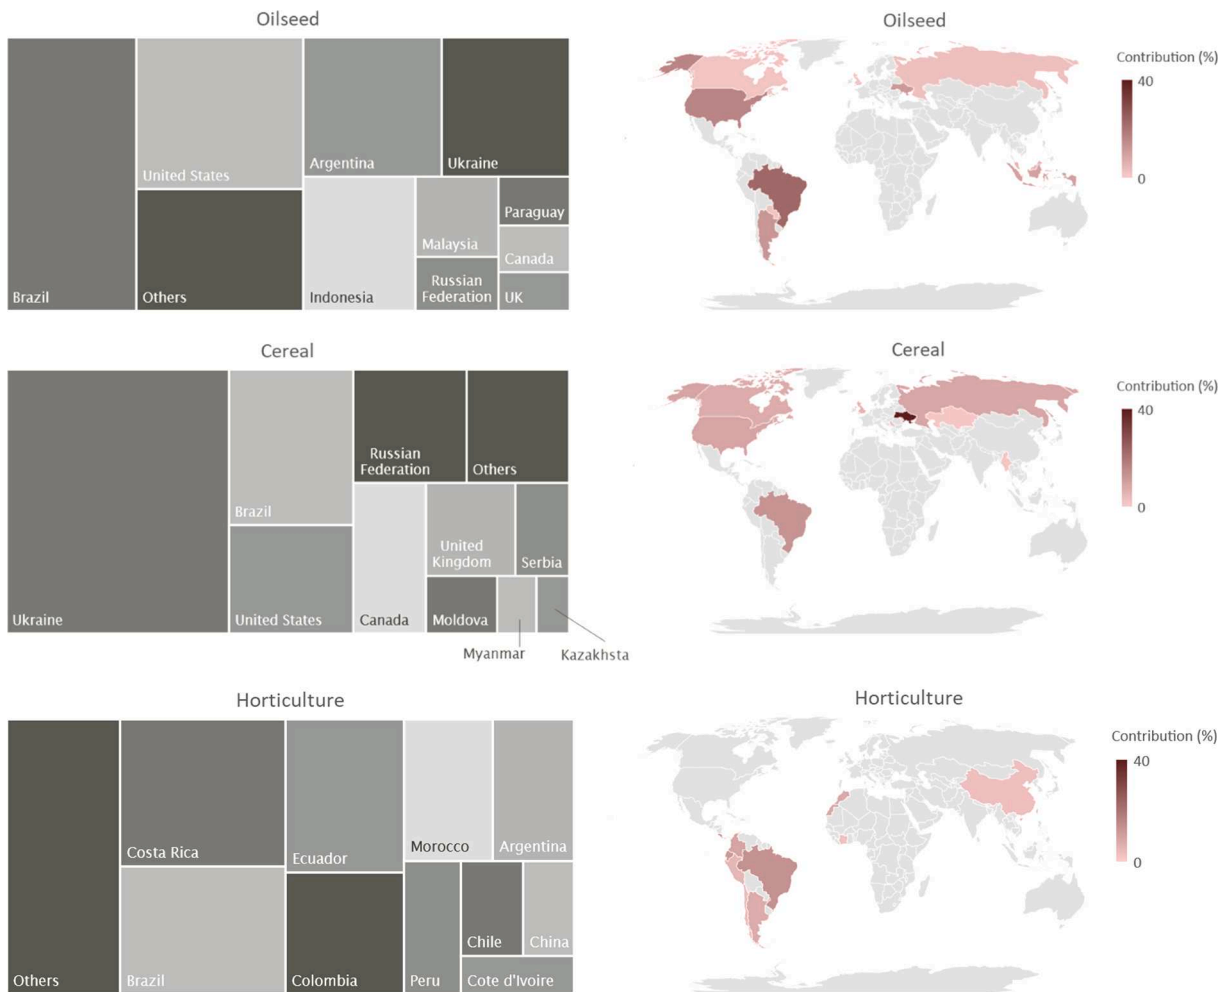 Oilseed
Brazil
United States
Others
Argentina
Ukraine
Indonesia
Malaysia
Russian
Federation
Paraguay
Canada
UK
Oilseed
Contribution (%)
40
0
Cereal
Ukraine
Brazil
United States
Russian
Federation
Others
Canada
United
Kingdom
Serbia
Moldova
Myanmar
Kazakhsta
Cereal
Contribution (%)
40
0
Horticulture
Others
Costa Rica
Brazil
Ecuador
Colombia
Morocco
Argentina
Peru
Chile
China
Cote d'Ivoire
Horticulture
Contribution (%)
40
0